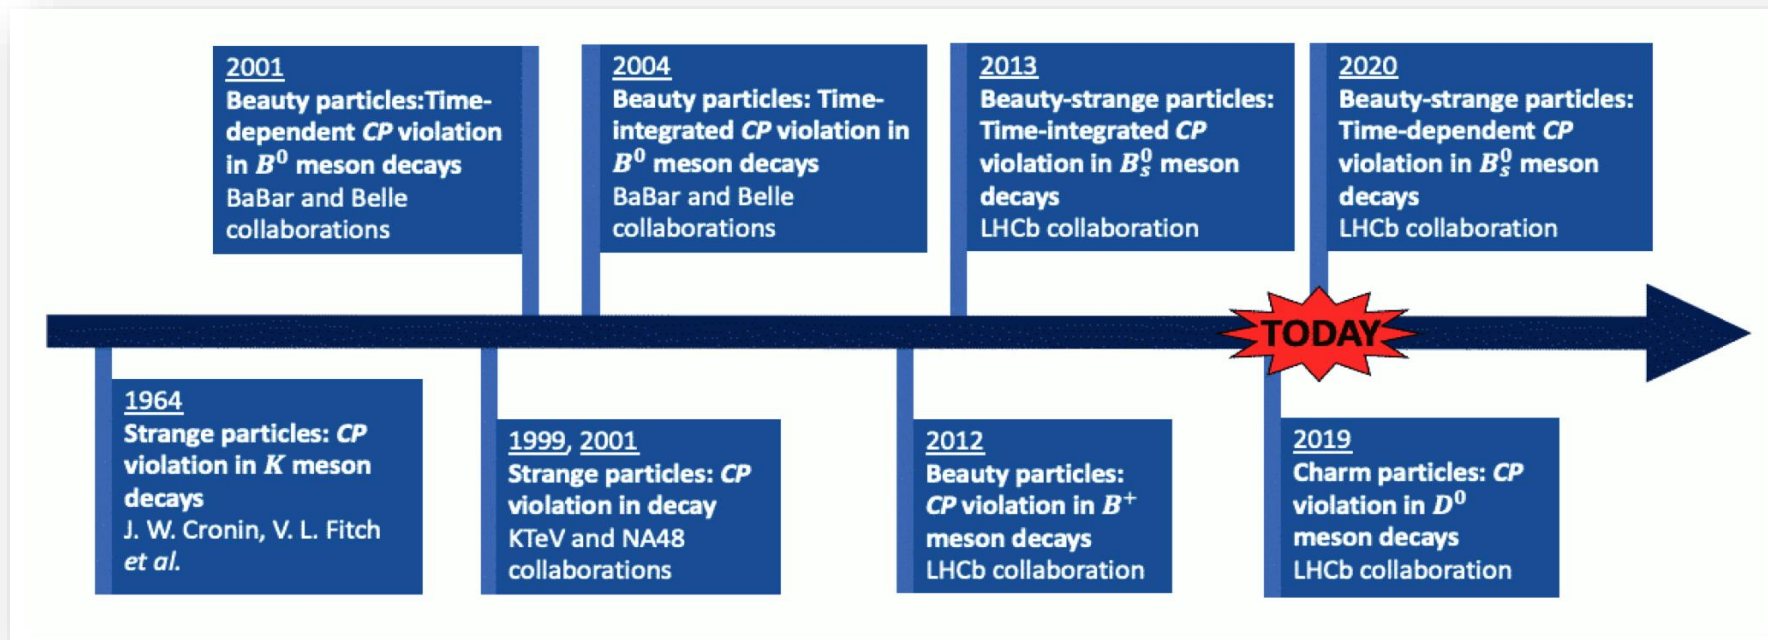 2001
Beauty particles:Time-
dependent CP violation
in B⁰ meson decays
BaBar and Belle
collaborations
2004
Beauty particles: Time-
integrated CP violation in
B⁰ meson decays
BaBar and Belle
collaborations
2013
Beauty-strange particles:
Time-integrated CP
violation in B⁰ₛ meson
decays
LHCb collaboration
2020
Beauty-strange particles:
Time-dependent CP
violation in B⁰ₛ meson
decays
LHCb collaboration
TODAY
1964
Strange particles: CP
violation in K meson
decays
J. W. Cronin, V. L. Fitch
et al.
1999, 2001
Strange particles: CP
violation in decay
KTeV and NA48
collaborations
2012
Beauty particles:
CP violation in B⁺
meson decays
LHCb collaboration
2019
Charm particles: CP
violation in D⁰
meson decays
LHCb collaboration